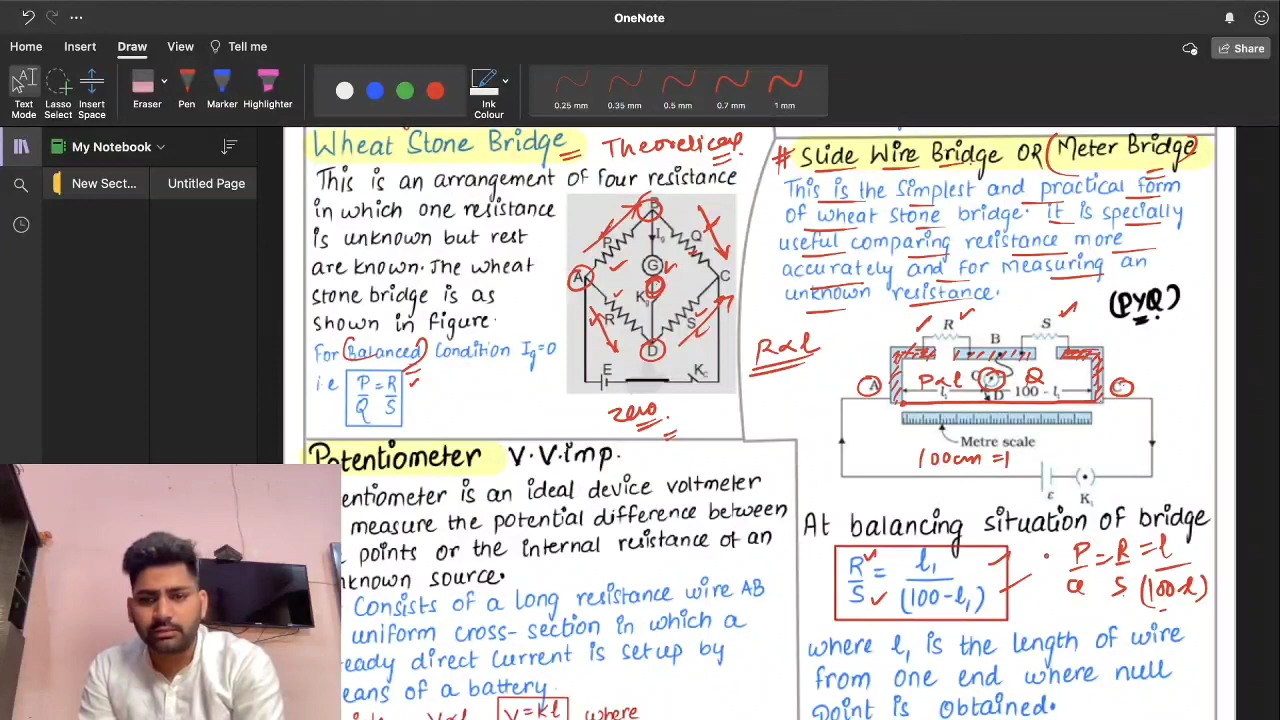 OneNote
Home
Insert
Draw
View
Tell me
Share
Text
Mode
Lasso
Select
Insert
Space
Eraser
Pen
Marker
Highlighter
Ink
Colour
0.25 mm
0.35 mm
0.5 mm
0.7 mm
1 mm
My Notebook
New Sect...
Untitled Page
Wheat Stone Bridge
Theorelical
This is an arrangement of four resistance
in which one resistance
is unknown but rest
are known. The wheat
stone bridge is as
shown in figure.
For (Balanced) Condition Ig=0
i.e P/Q = R/S
B
P
Ig
Q
G
A
C
R
S
D
E
zero
# Slide Wire Bridge OR (Meter Bridge)
This is the simplest and practical form
of wheat stone bridge. It is specially
useful comparing resistance more
accurately and for measuring an
unknown resistance.
(PYQ)
R∝l
R
S
B
P∝l
Q
A
C
l₁
D
100-l₁
Metre scale
100cm =1
ε
At balancing situation of bridge
R/S = l₁/(100-l₁)
P/Q = R/S = l/(100-l)
where l₁ is the length of wire
from one end where null
point is obtained.
Potentiometer V.V.imp.
entiometer is an ideal device voltmeter
measure the potential difference between
points or the internal resistance of an
known source.
Consists of a long resistance wire AB
uniform cross-section in which a
eady direct current is set up by
eans of a battery
V=Kl where